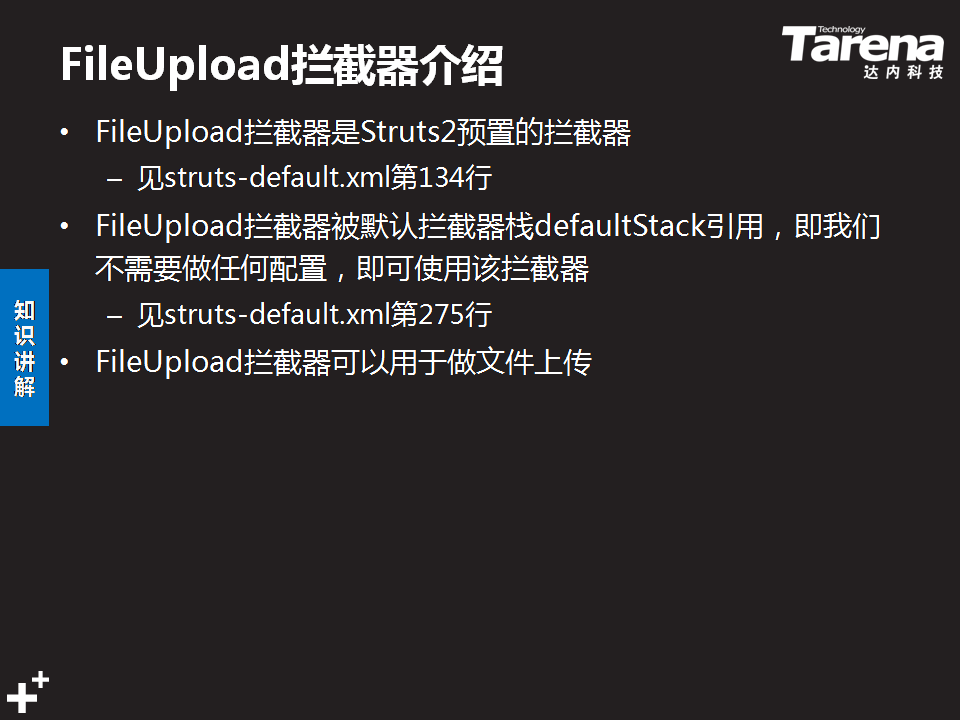 FileUpload拦截器介绍
Technology
Tarena
达内科技
• FileUpload拦截器是Struts2预置的拦截器
– 见struts-default.xml第134行
• FileUpload拦截器被默认拦截器栈defaultStack引用，即我们
不需要做任何配置，即可使用该拦截器
– 见struts-default.xml第275行
• FileUpload拦截器可以用于做文件上传
知识讲解